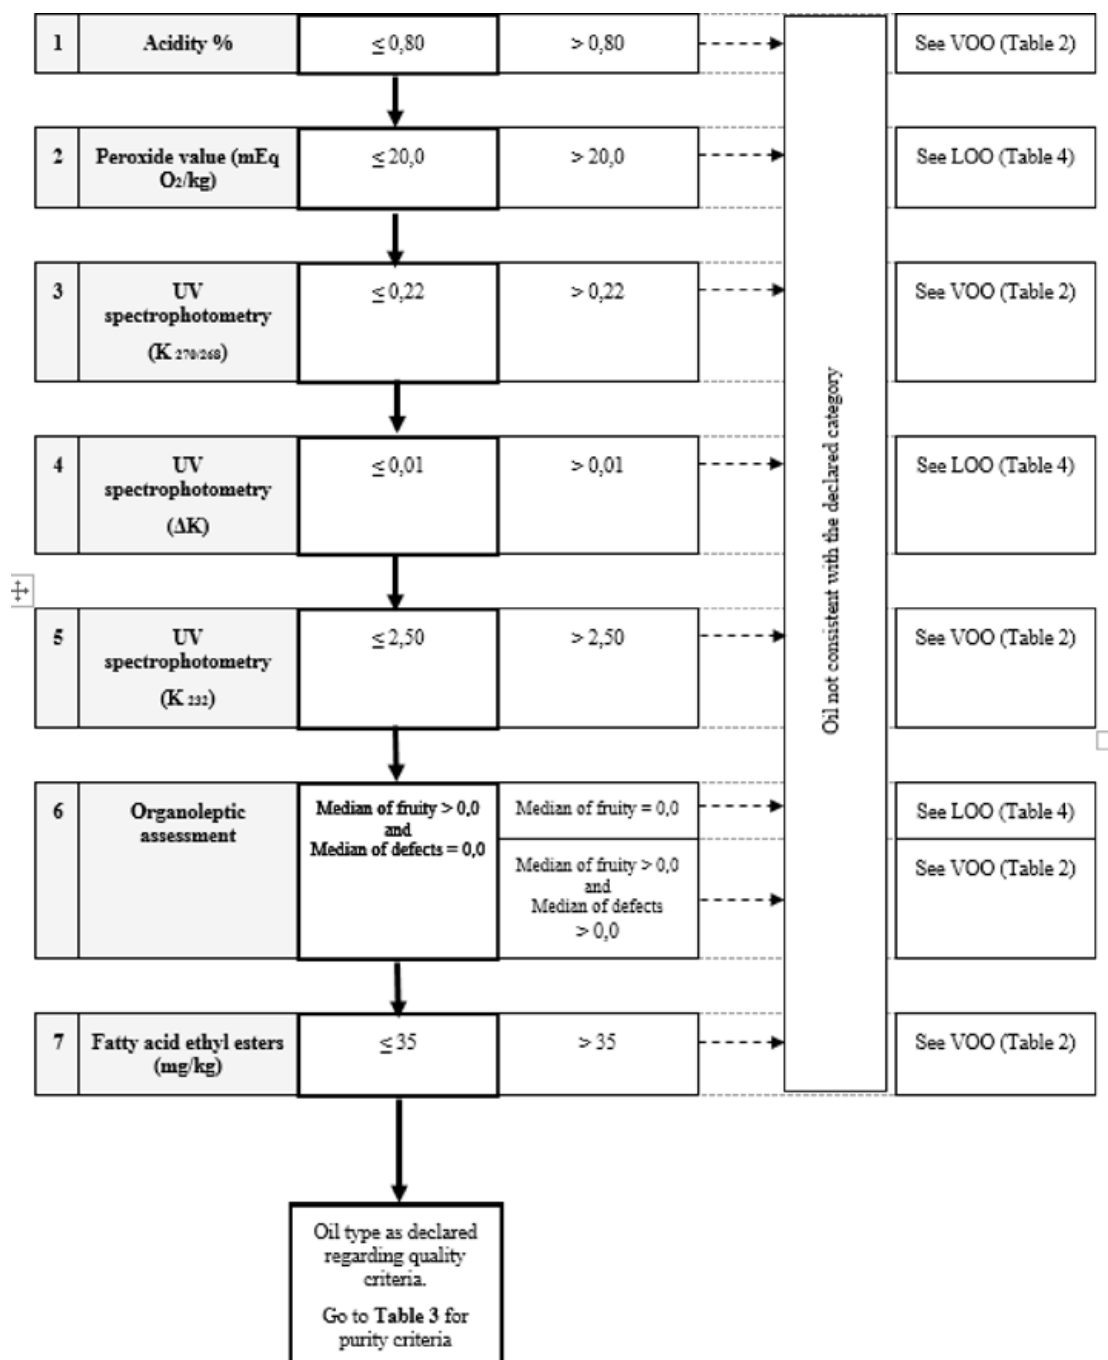 1 Acidity % ≤ 0,80 > 0,80 See VOO (Table 2)
2 Peroxide value (mEq ≤ 20,0 > 20,0 See LOO (Table 4)
O2/kg)
3 UV ≤ 0,22 > 0,22 See VOO (Table 2)
spectrophotometry
(K 270/268)
4 UV ≤ 0,01 > 0,01 See LOO (Table 4)
spectrophotometry
(ΔK)
5 UV ≤ 2,50 > 2,50 See VOO (Table 2)
spectrophotometry
(K 232)
Oil not consistent with the declared category
6 Organoleptic
assessment
Median of fruity > 0,0
and
Median of defects = 0,0
Median of fruity = 0,0
See LOO (Table 4)
Median of fruity > 0,0
and
Median of defects
> 0,0
See VOO (Table 2)
7 Fatty acid ethyl esters ≤ 35 > 35 See VOO (Table 2)
(mg/kg)
Oil type as declared
regarding quality
criteria.
Go to Table 3 for
purity criteria